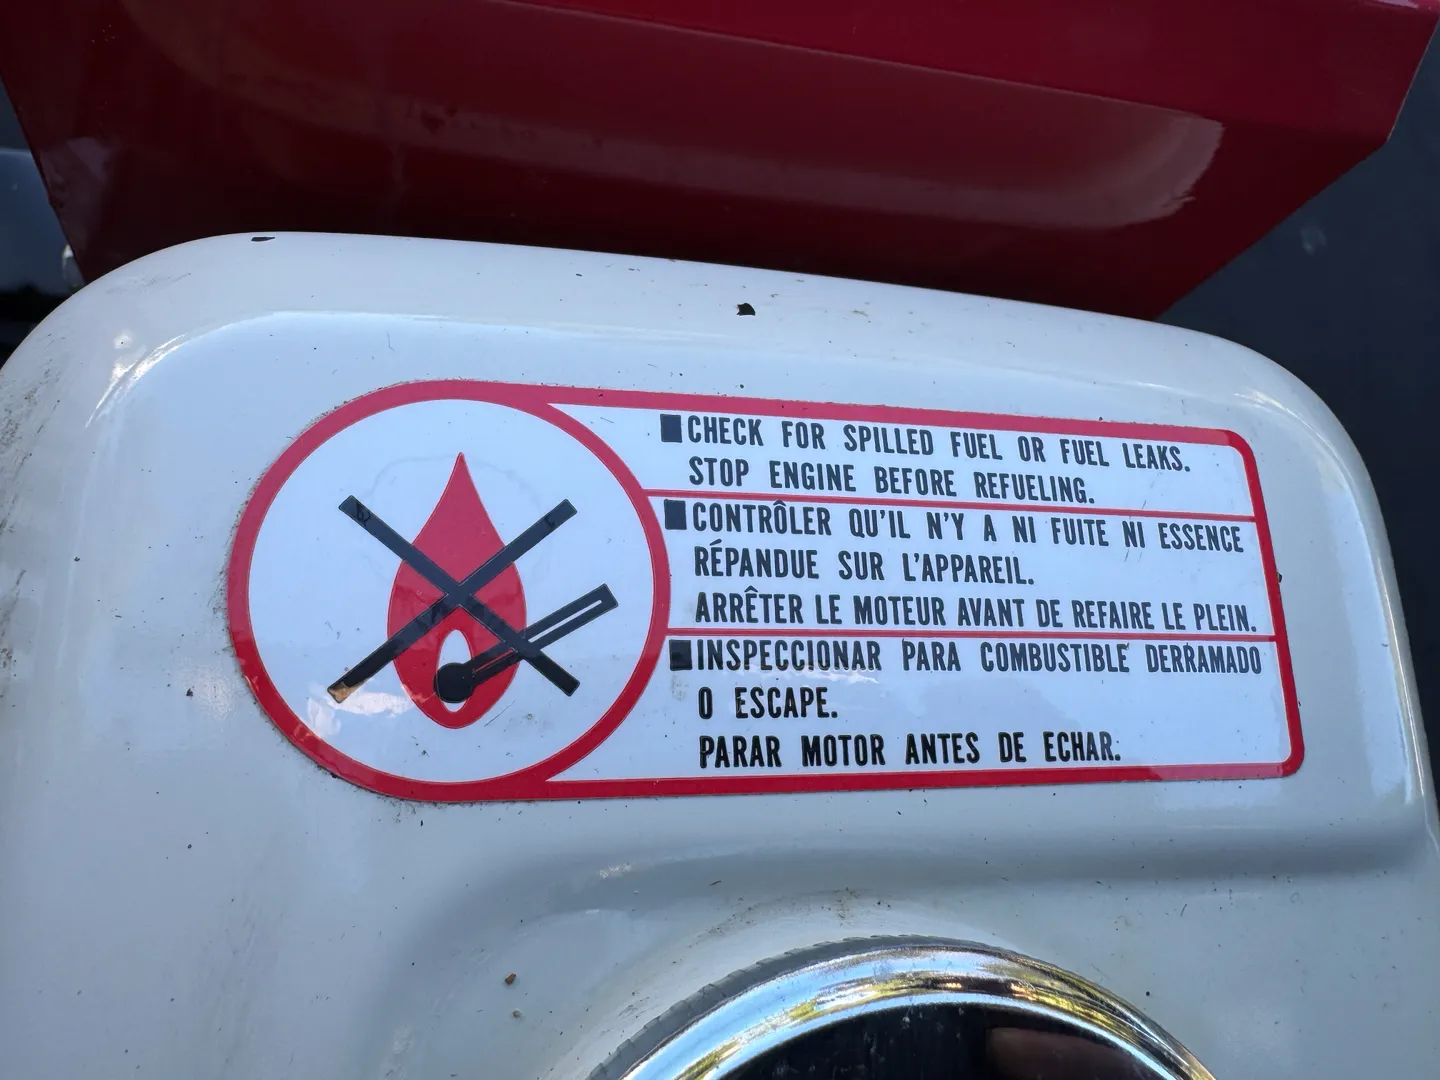 ■CHECK FOR SPILLED FUEL OR FUEL LEAKS.
STOP ENGINE BEFORE REFUELING.
■CONTRÔLER QU'IL N'Y A NI FUITE NI ESSENCE
RÉPANDUE SUR L'APPAREIL.
ARRÊTER LE MOTEUR AVANT DE REFAIRE LE PLEIN.
■INSPECCIONAR PARA COMBUSTIBLE DERRAMADO
O ESCAPE.
PARAR MOTOR ANTES DE ECHAR.